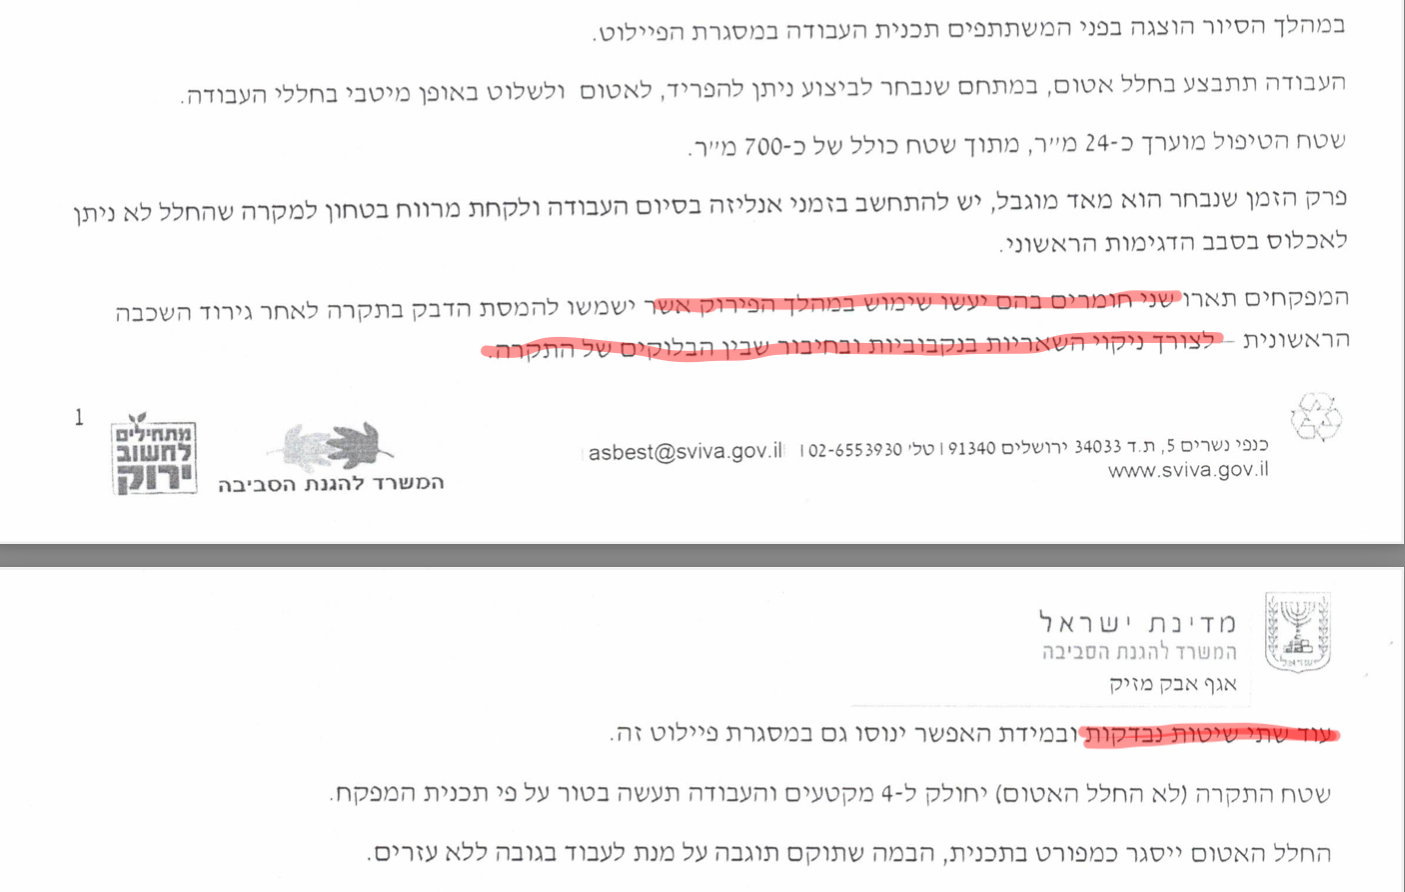 במהלך הסיור הוצגה בפני המשתתפים תכנית העבודה במסגרת הפיילוט.
העבודה תתבצע בחלל אטום, במתחם שנבחר לביצוע ניתן להפריד, לאטום ולשלוט באופן מיטבי בחללי העבודה.
שטח הטיפול מוערך כ-24 מ״ר, מתוך שטח כולל של כ-700 מ״ר.
פרק הזמן שנבחר הוא מאד מוגבל, יש להתחשב בזמני אנליזה בסיום העבודה ולקחת מרווח בטחון למקרה שהחלל לא ניתן
לאכלוס בסבב הדגימות הראשוני.
המפקחים תארו שני חומרים בהם יעשו שימוש במהלך הפירוק אשר ישמשו להמסת הדבק בתקרה לאחר גירוד השכבה
הראשונית – לצורך ניקוי השאריות בנקבוביות ובחיבור שבין הבלוקים של התקרה.
1
מתחילים
לחשוב
ירוק
המשרד להגנת הסביבה
כנפי נשרים 5, ת.ד 34033 ירושלים 91340 | טל׳ 02-6553930 | asbest@sviva.gov.il
www.sviva.gov.il
ישראל
מדינת ישראל
המשרד להגנת הסביבה
אגף אבק מזיק
עוד שתי שיטות נבדקות ובמידת האפשר ינוסו גם במסגרת פיילוט זה.
שטח התקרה (לא החלל האטום) יחולק ל-4 מקטעים והעבודה תעשה בטור על פי תכנית המפקח.
החלל האטום ייסגר כמפורט בתכנית, הבמה שתוקם תוגבה על מנת לעבוד בגובה ללא עזרים.